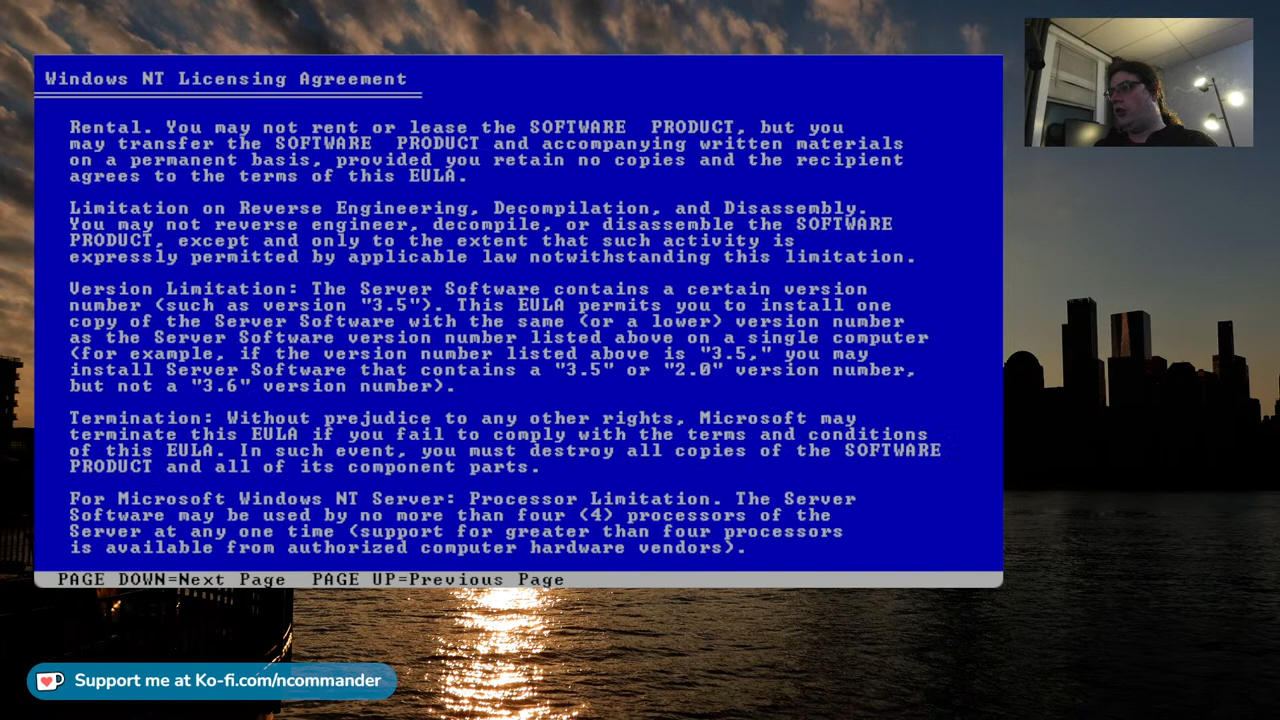 Windows NT Licensing Agreement
Rental. You may not rent or lease the SOFTWARE  PRODUCT, but you
may transfer the SOFTWARE  PRODUCT and accompanying written materials
on a permanent basis, provided you retain no copies and the recipient
agrees to the terms of this EULA.
Limitation on Reverse Engineering, Decompilation, and Disassembly.
You may not reverse engineer, decompile, or disassemble the SOFTWARE
PRODUCT, except and only to the extent that such activity is
expressly permitted by applicable law notwithstanding this limitation.
Version Limitation: The Server Software contains a certain version
number (such as version "3.5"). This EULA permits you to install one
copy of the Server Software with the same (or a lower) version number
as the Server Software version number listed above on a single computer
(for example, if the version number listed above is "3.5," you may
install Server Software that contains a "3.5" or "2.0" version number,
but not a "3.6" version number).
Termination: Without prejudice to any other rights, Microsoft may
terminate this EULA if you fail to comply with the terms and conditions
of this EULA. In such event, you must destroy all copies of the SOFTWARE
PRODUCT and all of its component parts.
For Microsoft Windows NT Server: Processor Limitation. The Server
Software may be used by no more than four (4) processors of the
Server at any one time (support for greater than four processors
is available from authorized computer hardware vendors).
PAGE DOWN=Next Page  PAGE UP=Previous Page
Support me at Ko-fi.com/ncommander